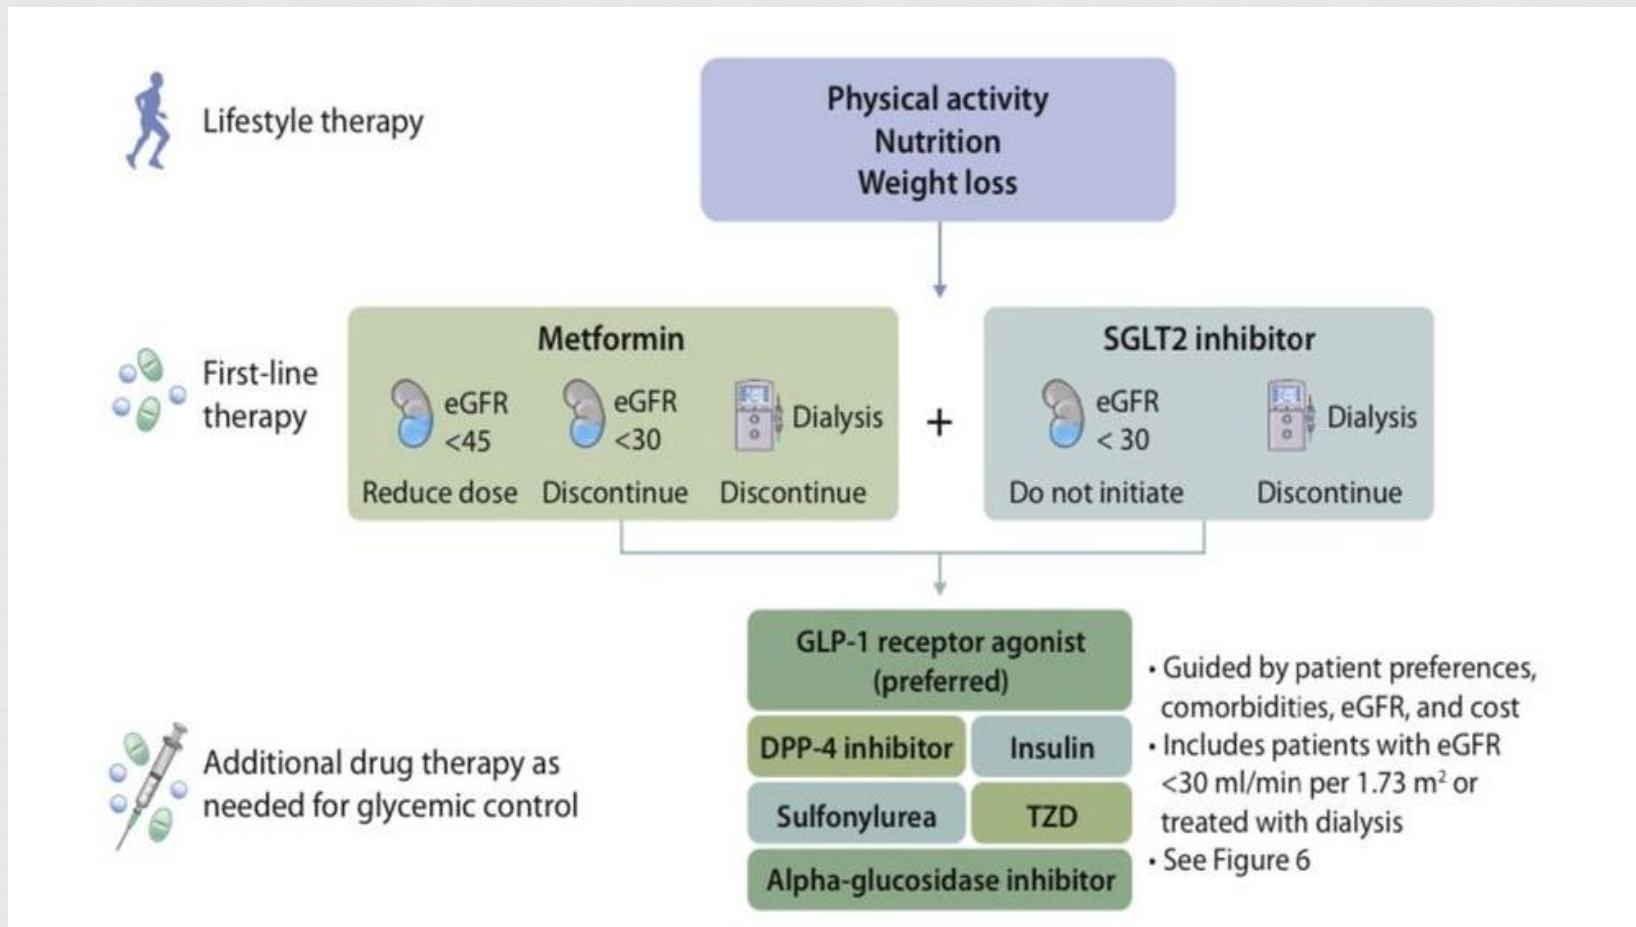 Lifestyle therapy
Physical activity
Nutrition
Weight loss
First-line
therapy
Metformin
eGFR
<45
Reduce dose
eGFR
<30
Discontinue
Dialysis
Discontinue
+
SGLT2 inhibitor
eGFR
< 30
Do not initiate
Dialysis
Discontinue
Additional drug therapy as
needed for glycemic control
GLP-1 receptor agonist
(preferred)
DPP-4 inhibitor
Insulin
Sulfonylurea
TZD
Alpha-glucosidase inhibitor
• Guided by patient preferences,
comorbidities, eGFR, and cost
• Includes patients with eGFR
<30 ml/min per 1.73 m² or
treated with dialysis
• See Figure 6